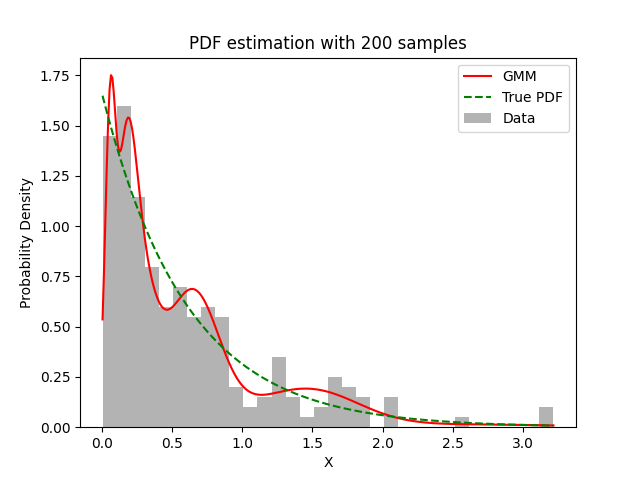 PDF estimation with 200 samples
GMM
True PDF
Data
Probability Density
1.75
1.50
1.25
1.00
0.75
0.50
0.25
0.00
0.0 0.5 1.0 1.5 2.0 2.5 3.0
X